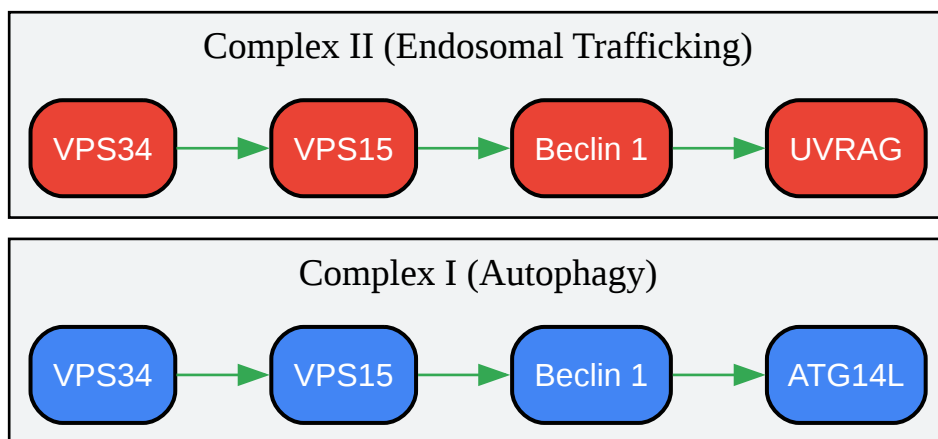 Complex II (Endosomal Trafficking)
VPS34 VPS15 Beclin 1 UVRAG
Complex I (Autophagy)
VPS34 VPS15 Beclin 1 ATG14L